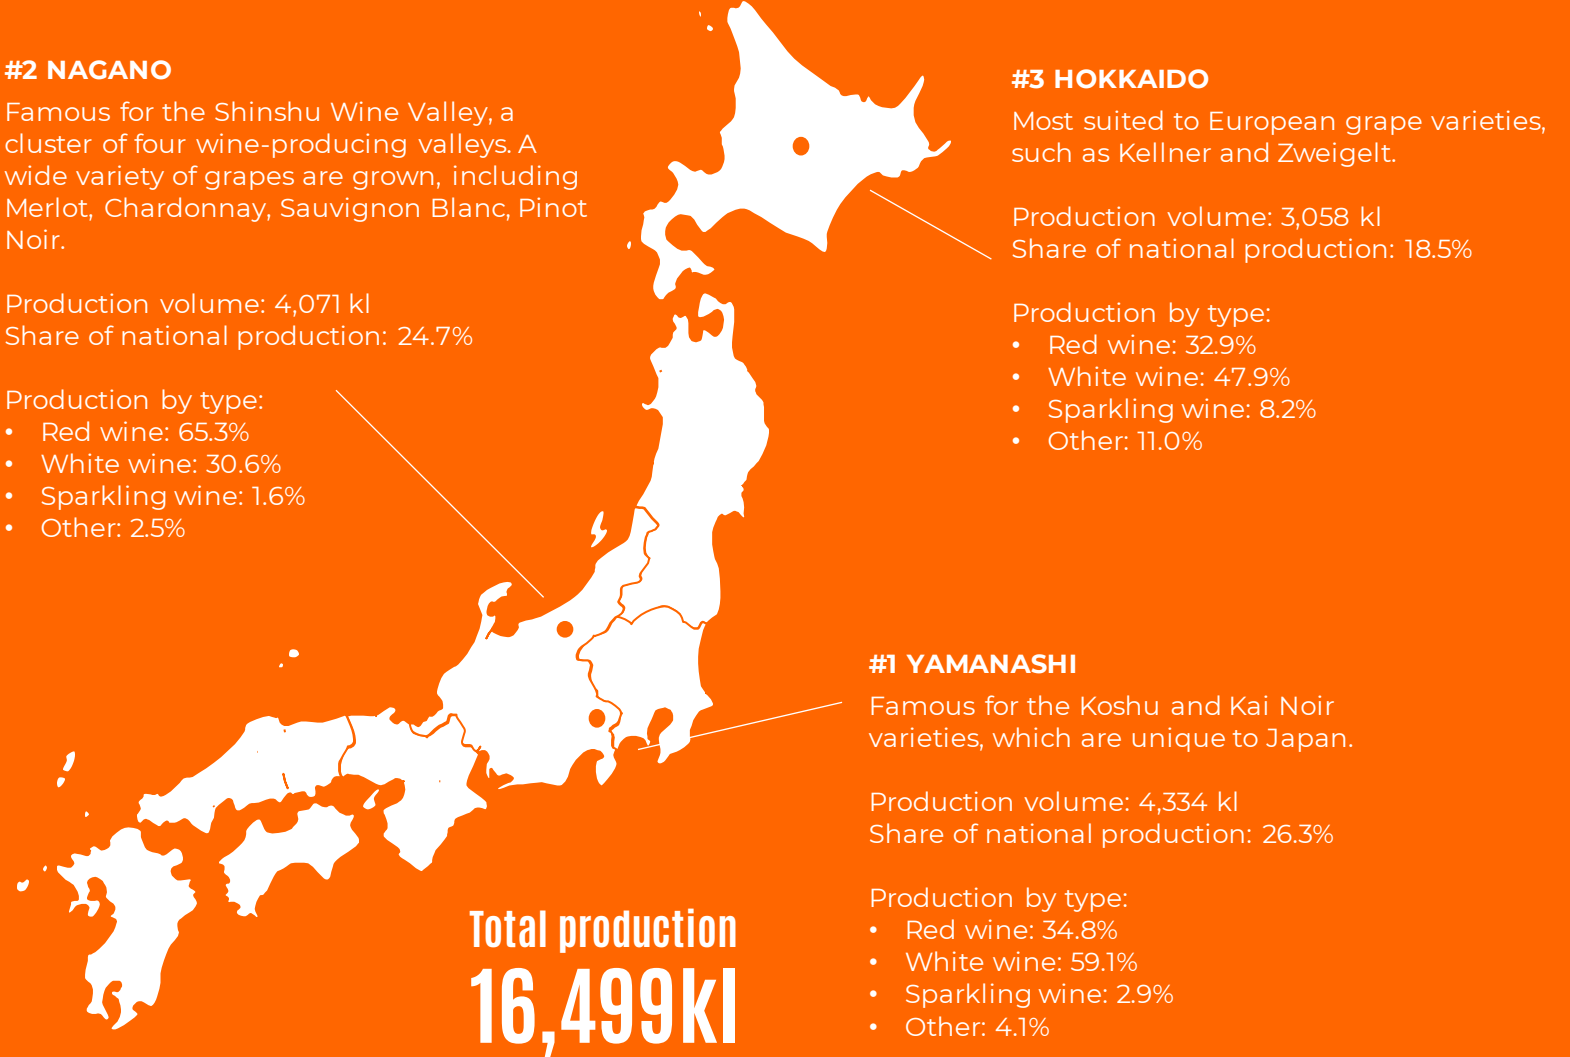 #2 NAGANO
Famous for the Shinshu Wine Valley, a
cluster of four wine-producing valleys. A
wide variety of grapes are grown, including
Merlot, Chardonnay, Sauvignon Blanc, Pinot
Noir.
Production volume: 4,071 kl
Share of national production: 24.7%
Production by type:
• Red wine: 65.3%
• White wine: 30.6%
• Sparkling wine: 1.6%
• Other: 2.5%
#3 HOKKAIDO
Most suited to European grape varieties,
such as Kellner and Zweigelt.
Production volume: 3,058 kl
Share of national production: 18.5%
Production by type:
• Red wine: 32.9%
• White wine: 47.9%
• Sparkling wine: 8.2%
• Other: 11.0%
#1 YAMANASHI
Famous for the Koshu and Kai Noir
varieties, which are unique to Japan.
Production volume: 4,334 kl
Share of national production: 26.3%
Production by type:
• Red wine: 34.8%
• White wine: 59.1%
• Sparkling wine: 2.9%
• Other: 4.1%
Total production
16,499kl